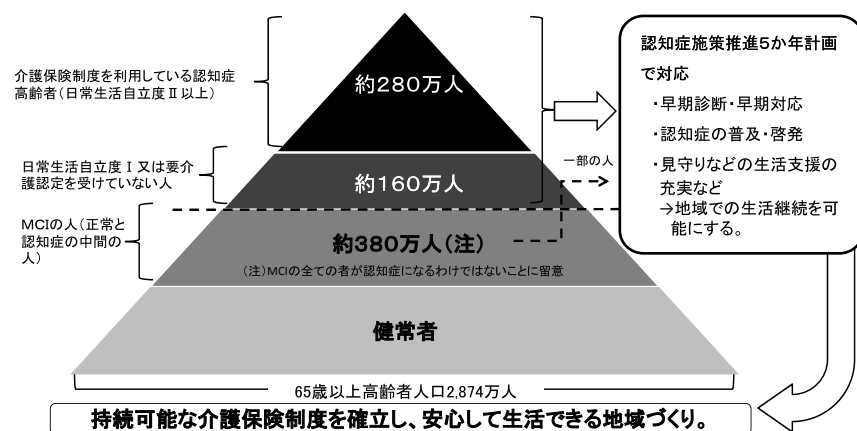 介護保険制度を利用している認知症
高齢者(日常生活自立度Ⅱ以上)
日常生活自立度Ⅰ又は要介
護認定を受けていない人
MCIの人(正常と
認知症の中間の
人)
約280万人
約160万人
約380万人(注)
(注)MCIの全ての者が認知症になるわけではないことに留意
健常者
65歳以上高齢者人口2,874万人
一部の人
認知症施策推進5か年計画
で対応
・早期診断・早期対応
・認知症の普及・啓発
・見守りなどの生活支援の
充実など
→地域での生活継続を可
能にする。
持続可能な介護保険制度を確立し、安心して生活できる地域づくり。